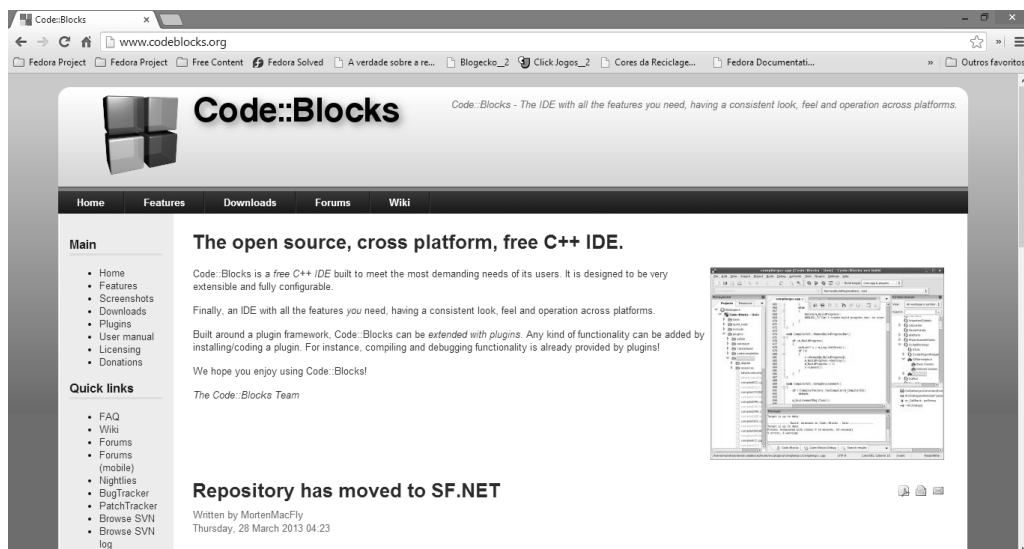 Code::Blocks
www.codeblocks.org
Fedora Project Fedora Project Free Content Fedora Solved A verdade sobre a re... Blogecko_2 Click Jogos_2 Cores da Reciclage... Fedora Documentati... » Outros favoritos
Code::Blocks
Code::Blocks - The IDE with all the features you need, having a consistent look, feel and operation across platforms.
Home Features Downloads Forums Wiki
Main
Home
Features
Screenshots
Downloads
Plugins
User manual
Licensing
Donations
Quick links
FAQ
Wiki
Forums
Forums
(mobile)
Nightlies
BugTracker
PatchTracker
Browse SVN
Browse SVN
log
The open source, cross platform, free C++ IDE.
Code::Blocks is a free C++ IDE built to meet the most demanding needs of its users. It is designed to be very
extensible and fully configurable.
Finally, an IDE with all the features you need, having a consistent look, feel and operation across platforms.
Built around a plugin framework, Code::Blocks can be extended with plugins. Any kind of functionality can be added by
installing/coding a plugin. For instance, compiling and debugging functionality is already provided by plugins!
We hope you enjoy using Code::Blocks!
The Code::Blocks Team
Repository has moved to SF.NET
Written by MortenMacFly
Thursday, 28 March 2013 04:23